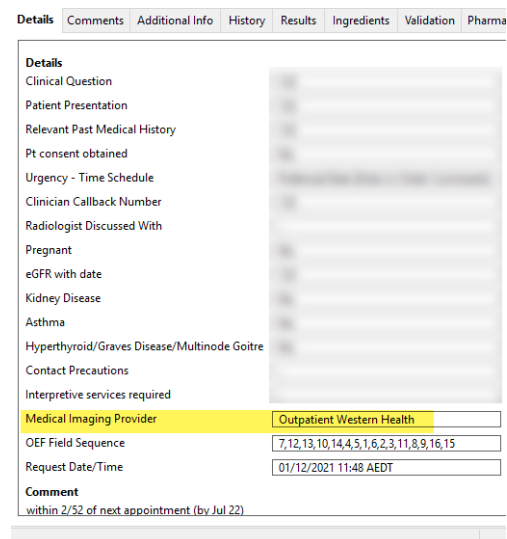 Details Comments Additional Info History Results Ingredients Validation Pharma
Details
Clinical Question
Patient Presentation
Relevant Past Medical History
Pt consent obtained
Urgency - Time Schedule
Clinician Callback Number
Radiologist Discussed With
Pregnant
eGFR with date
Kidney Disease
Asthma
Hyperthyroid/Graves Disease/Multinode Goitre
Contact Precautions
Interpretive services required
Medical Imaging Provider Outpatient Western Health
OEF Field Sequence 7,12,13,10,14,4,5,1,6,2,3,11,8,9,16,15
Request Date/Time 01/12/2021 11:48 AEDT
Comment
within 2/52 of next appointment (by Jul 22)